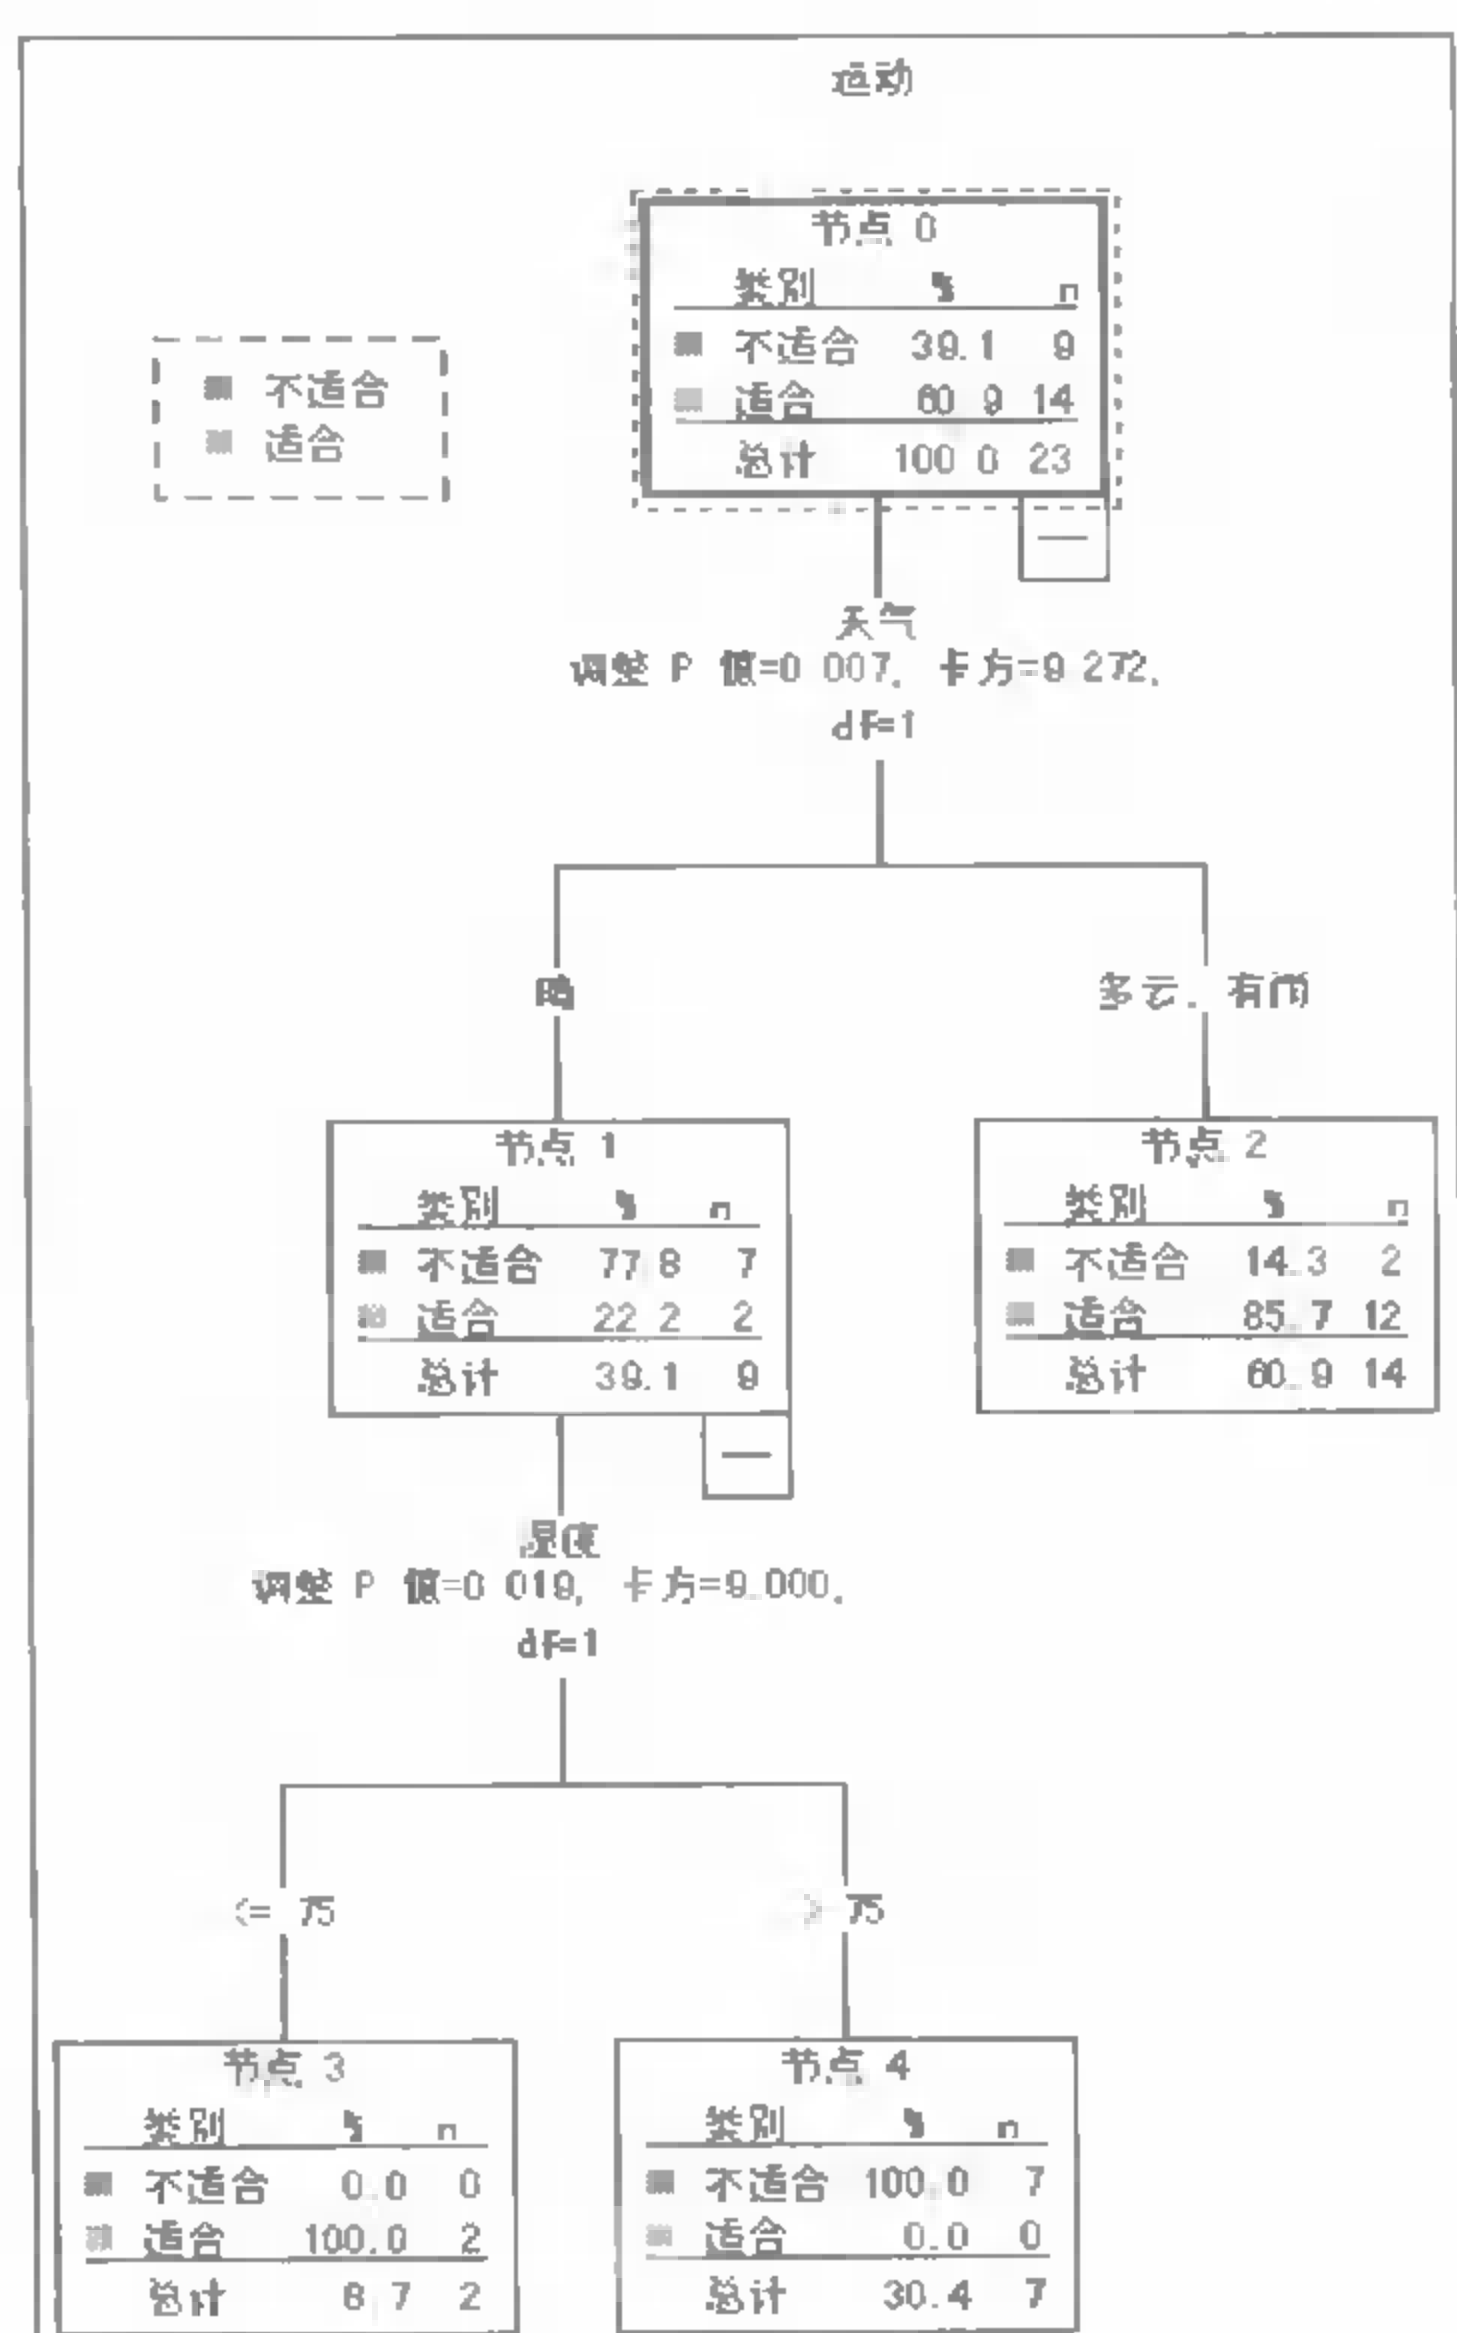 运动
节点 0
类别 % n
不适合 39.1 9
适合 60.9 14
总计 100.0 23
不适合
适合
天气
调整 P 值=0.007, 卡方=9.272,
df=1
晴
多云, 有雨
节点 1
类别 % n
不适合 77.8 7
适合 22.2 2
总计 39.1 9
节点 2
类别 % n
不适合 14.3 2
适合 85.7 12
总计 60.9 14
湿度
调整 P 值=0.019, 卡方=9.000,
df=1
<= 75
> 75
节点 3
类别 % n
不适合 0.0 0
适合 100.0 2
总计 8.7 2
节点 4
类别 % n
不适合 100.0 7
适合 0.0 0
总计 30.4 7